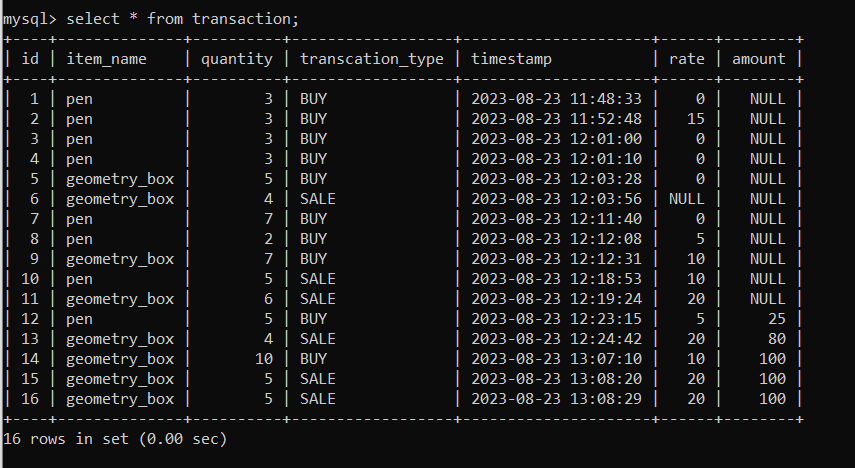 mysql> select * from transaction;
+----+--------------+----------+------------------+---------------------+------+--------+
| id | item_name    | quantity | transcation_type | timestamp           | rate | amount |
+----+--------------+----------+------------------+---------------------+------+--------+
|  1 | pen          |        3 | BUY              | 2023-08-23 11:48:33 |    0 |   NULL |
|  2 | pen          |        3 | BUY              | 2023-08-23 11:52:48 |   15 |   NULL |
|  3 | pen          |        3 | BUY              | 2023-08-23 12:01:00 |    0 |   NULL |
|  4 | pen          |        3 | BUY              | 2023-08-23 12:01:10 |    0 |   NULL |
|  5 | geometry_box |        5 | BUY              | 2023-08-23 12:03:28 |    0 |   NULL |
|  6 | geometry_box |        4 | SALE             | 2023-08-23 12:03:56 | NULL |   NULL |
|  7 | pen          |        7 | BUY              | 2023-08-23 12:11:40 |    0 |   NULL |
|  8 | pen          |        2 | BUY              | 2023-08-23 12:12:08 |    5 |   NULL |
|  9 | geometry_box |        7 | BUY              | 2023-08-23 12:12:31 |   10 |   NULL |
| 10 | pen          |        5 | SALE             | 2023-08-23 12:18:53 |   10 |   NULL |
| 11 | geometry_box |        6 | SALE             | 2023-08-23 12:19:24 |   20 |   NULL |
| 12 | pen          |        5 | BUY              | 2023-08-23 12:23:15 |    5 |     25 |
| 13 | geometry_box |        4 | SALE             | 2023-08-23 12:24:42 |   20 |     80 |
| 14 | geometry_box |       10 | BUY              | 2023-08-23 13:07:10 |   10 |    100 |
| 15 | geometry_box |        5 | SALE             | 2023-08-23 13:08:20 |   20 |    100 |
| 16 | geometry_box |        5 | SALE             | 2023-08-23 13:08:29 |   20 |    100 |
+----+--------------+----------+------------------+---------------------+------+--------+
16 rows in set (0.00 sec)